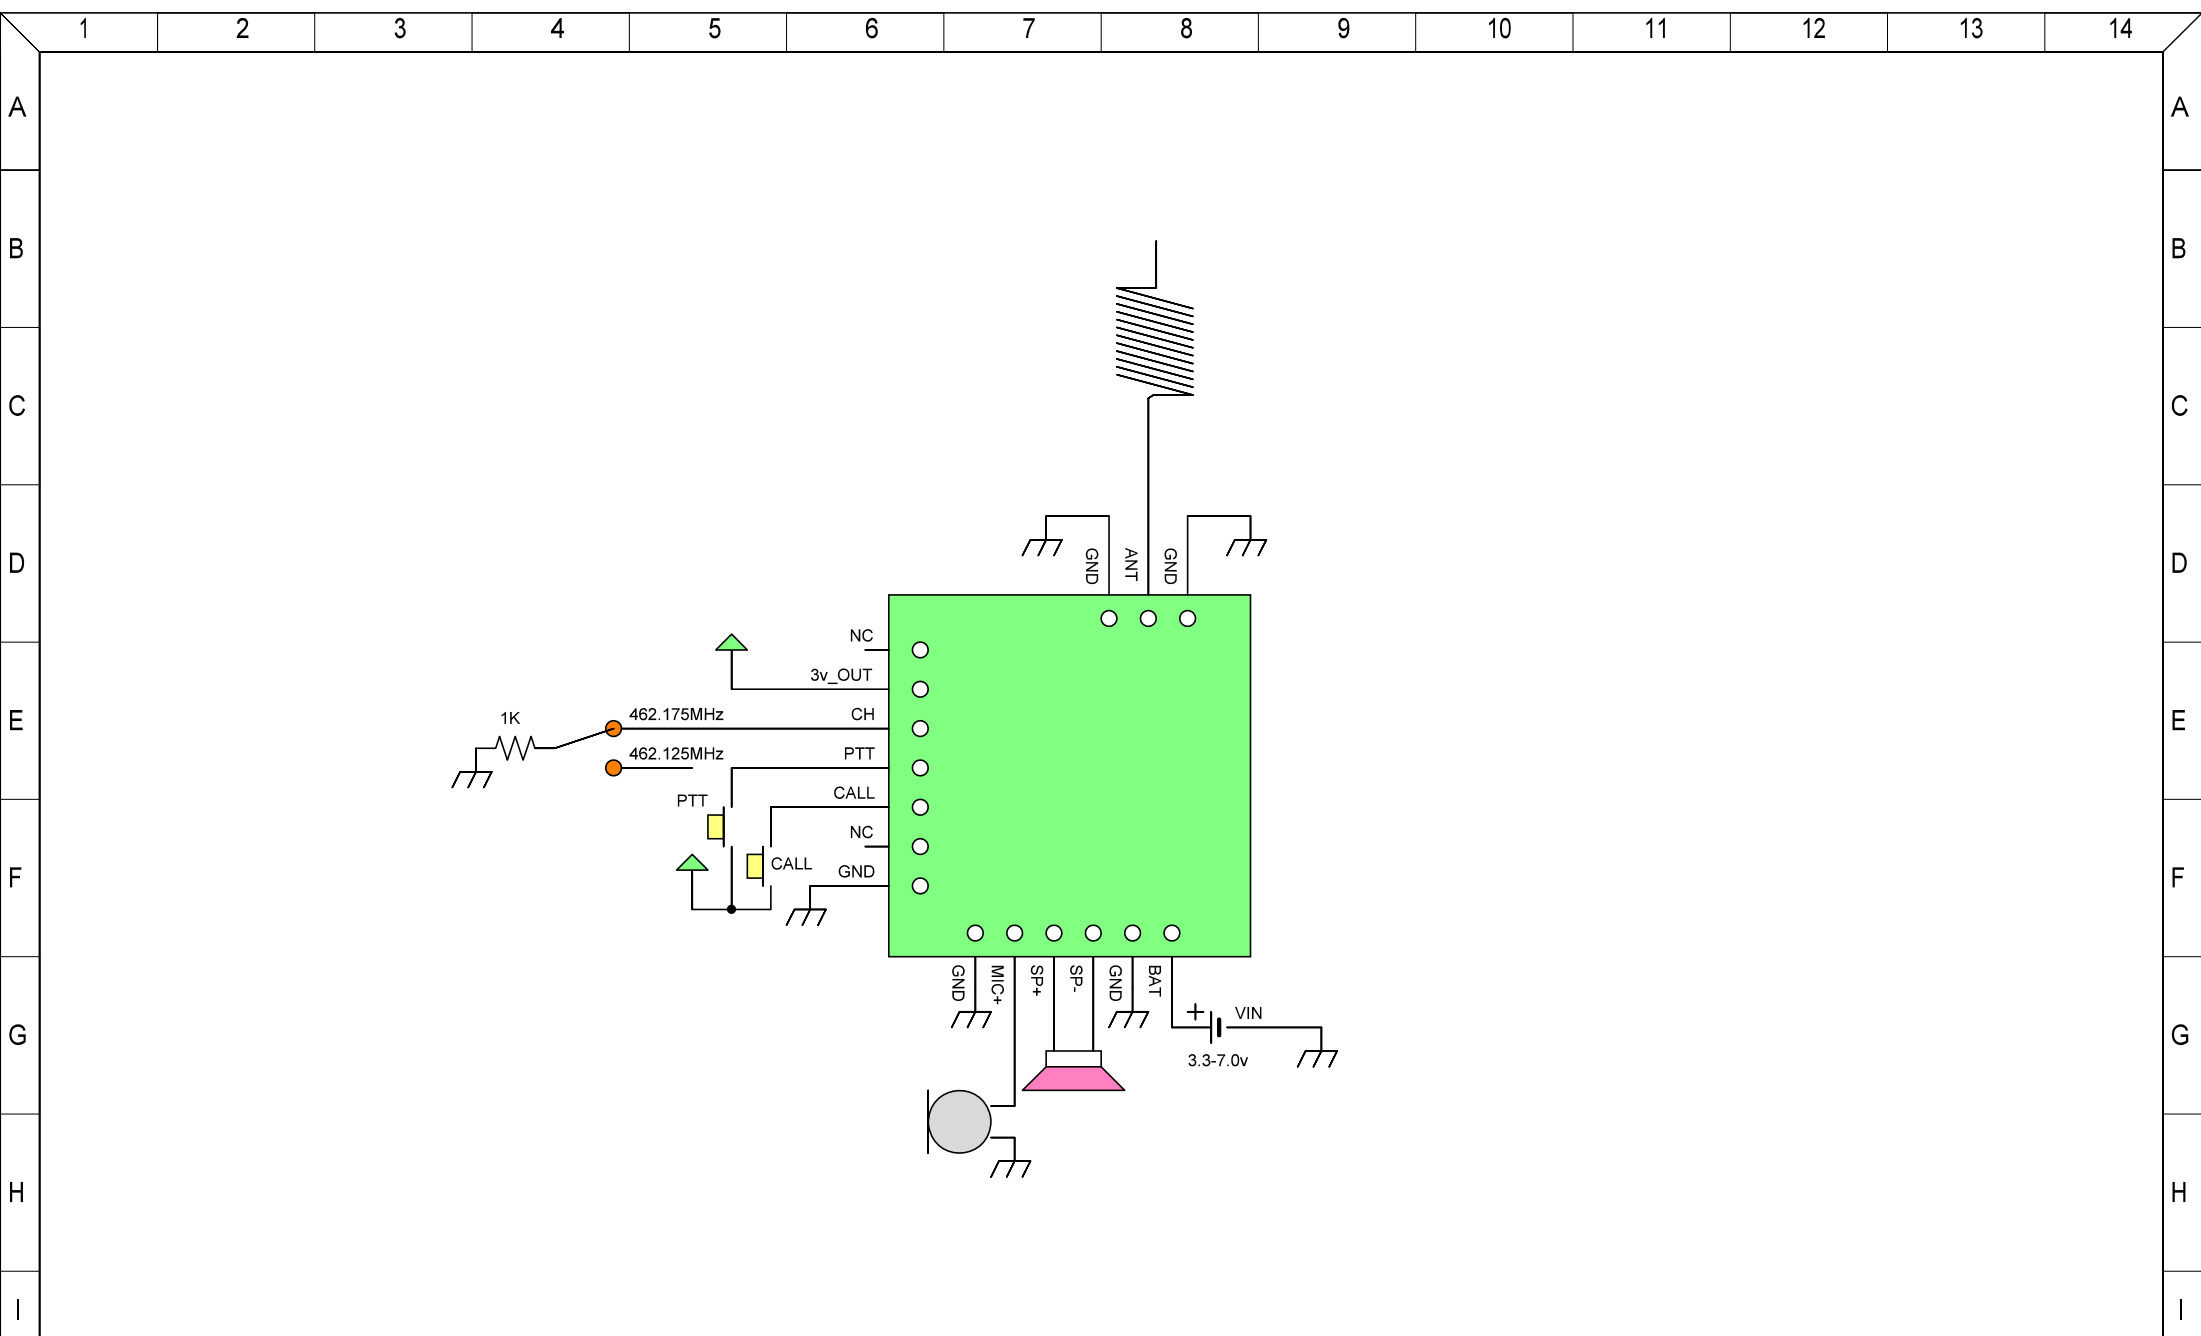 1 2 3 4 5 6 7 8 9 10 11 12 13 14
A A
B B
C C
GND ANT GND
D D
NC
3v_OUT
1K 462.175MHz CH
E E
462.125MHz PTT
PTT CALL
NC
CALL GND
F F
GND MIC+ SP+ SP- GND BAT
+ VIN
G G
3.3-7.0v
H H
I I